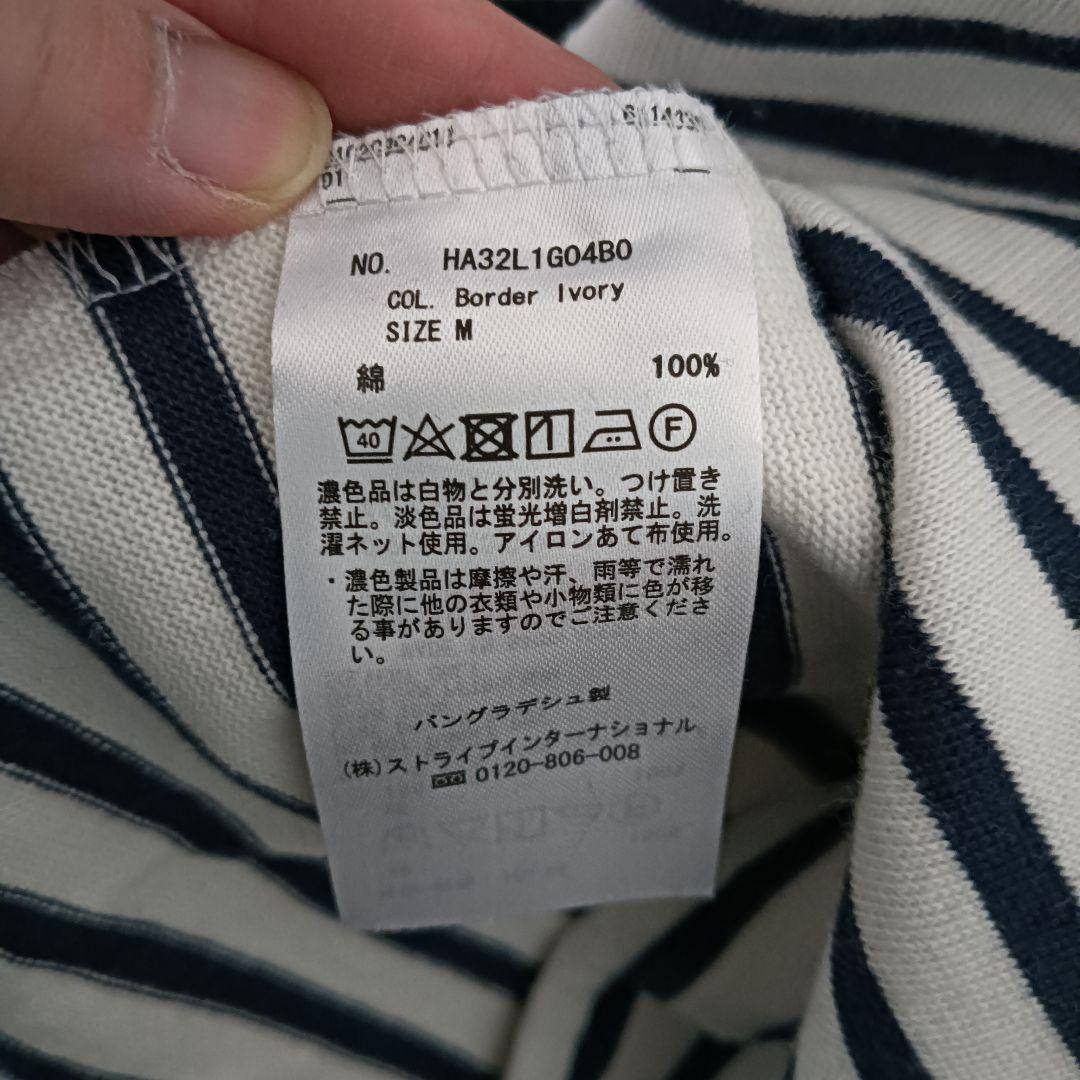 NO. HA32L1G04B0
COL. Border Ivory
SIZE M
綿 100%
40 F
濃色品は白物と分別洗い。つけ置き
禁止。淡色品は蛍光増白剤禁止。洗
濯ネット使用。アイロンあて布使用。
・濃色製品は摩擦や汗、雨等で濡れ
た際に他の衣類や小物類に色が移
る事がありますのでご注意くださ
い。
バングラデシュ製
(株)ストライプインターナショナル
0120-806-008